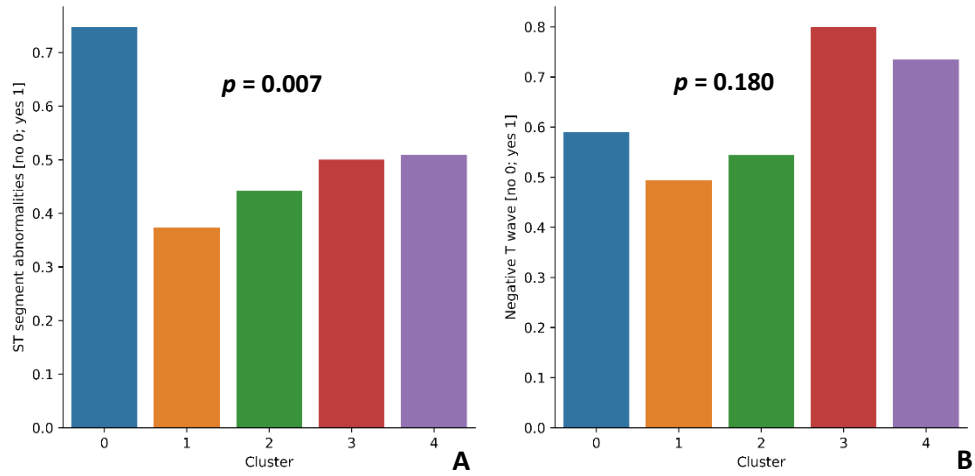 ST segment abnormalities [no 0; yes 1]
0.7
0.6
0.5
0.4
0.3
0.2
0.1
0.0
p = 0.007
0 1 2 3 4
Cluster
A
Negative T wave [no 0; yes 1]
0.8
0.7
0.6
0.5
0.4
0.3
0.2
0.1
0.0
p = 0.180
0 1 2 3 4
Cluster
B